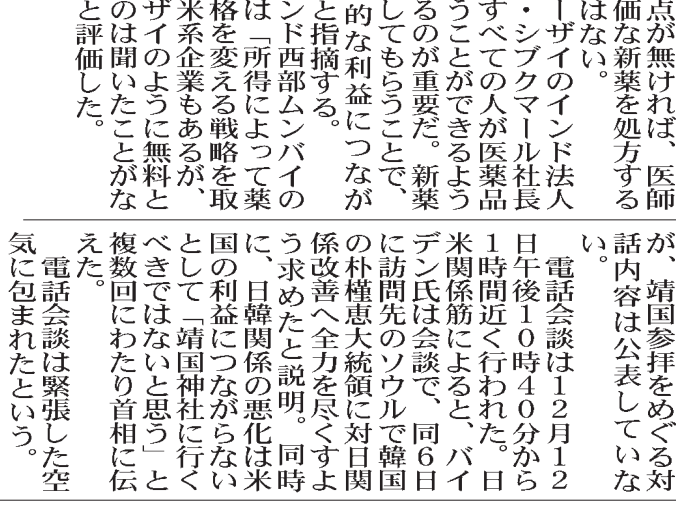 点が無ければ、医師
価な新薬を処方する
はない。
ーザイのインド法人
・シブクマール社長
すべての人が医薬品
うことができるよう
るのが重要だ。新薬
してもらうことで、
的な利益につなが
と指摘する。
ンド西部ムンバイの
は「所得によって薬
格を変える戦略を取
米系企業もあるが、
ザイのように無料と
のは聞いたことがな
と評価した。
が、靖国参拝をめぐる対
話内容は公表していな
い。
電話会談は12月12
日午後10時40分から
1時間近く行われた。日
米関係筋によると、バイ
デン氏は会談で、同6日
に訪問先のソウルで韓国
の朴槿恵大統領に対日関
係改善へ全力を尽くすよ
う求めたと説明。同時
に、日韓関係の悪化は米
国の利益につながらない
として「靖国神社に行く
べきではないと思う」と
複数回にわたり首相に伝
えた。
電話会談は緊張した空
気に包まれたという。